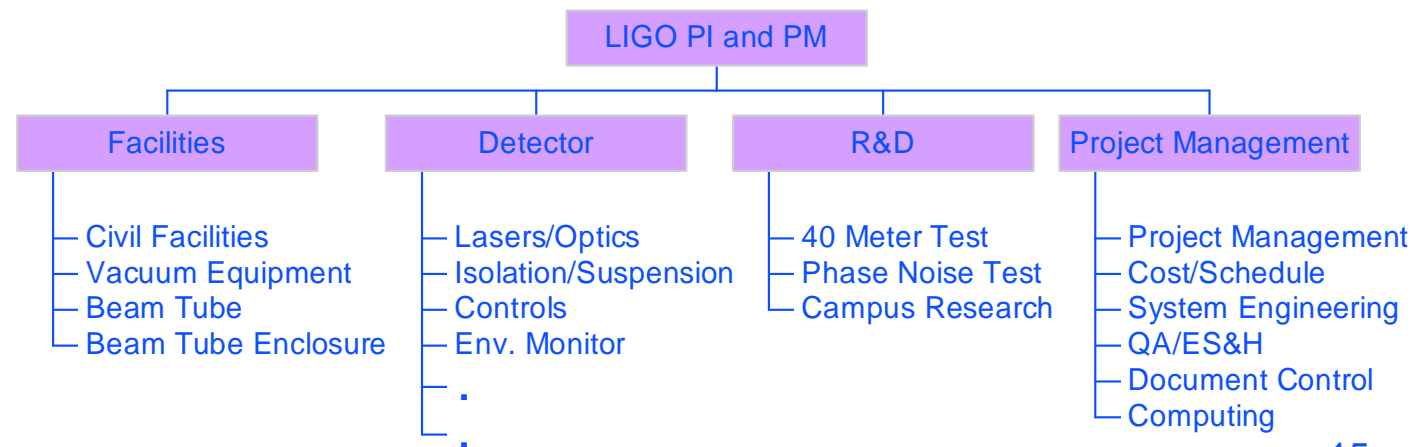 LIGO PI and PM
Facilities
Civil Facilities
Vacuum Equipment
Beam Tube
Beam Tube Enclosure
Detector
Lasers/Optics
Isolation/Suspension
Controls
Env. Monitor
.
.
R&D
40 Meter Test
Phase Noise Test
Campus Research
Project Management
Project Management
Cost/Schedule
System Engineering
QA/ES&H
Document Control
Computing